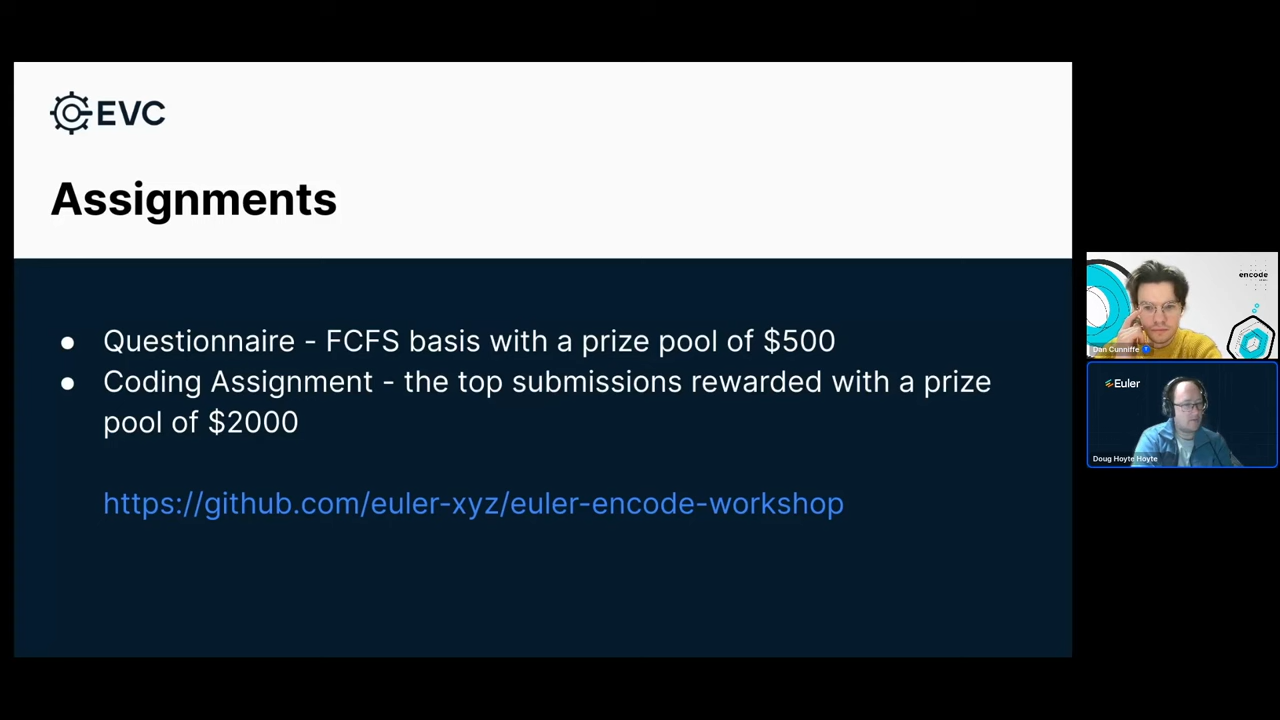 EVC
Assignments
● Questionnaire - FCFS basis with a prize pool of $500
● Coding Assignment - the top submissions rewarded with a prize
pool of $2000
https://github.com/euler-xyz/euler-encode-workshop
encode
Dan Cunniffe
Euler
Doug Hoyte Hoyte